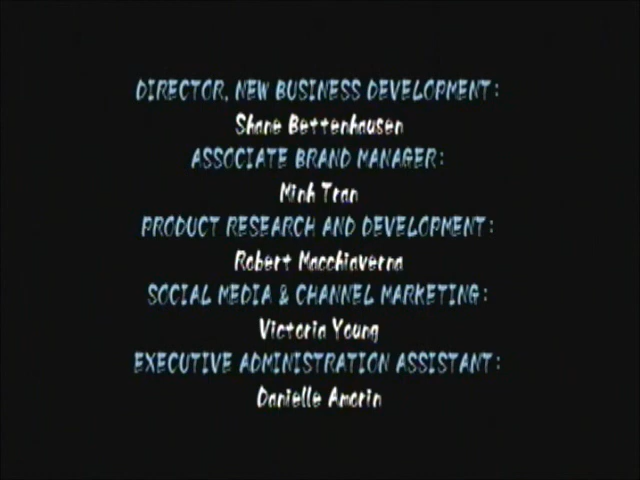 DIRECTOR, NEW BUSINESS DEVELOPMENT:
Shane Bettenhausen
ASSOCIATE BRAND MANAGER:
Minh Tran
PRODUCT RESEARCH AND DEVELOPMENT:
Robert Macchiaverna
SOCIAL MEDIA & CHANNEL MARKETING:
Victoria Young
EXECUTIVE ADMINISTRATION ASSISTANT:
Danielle Amorin